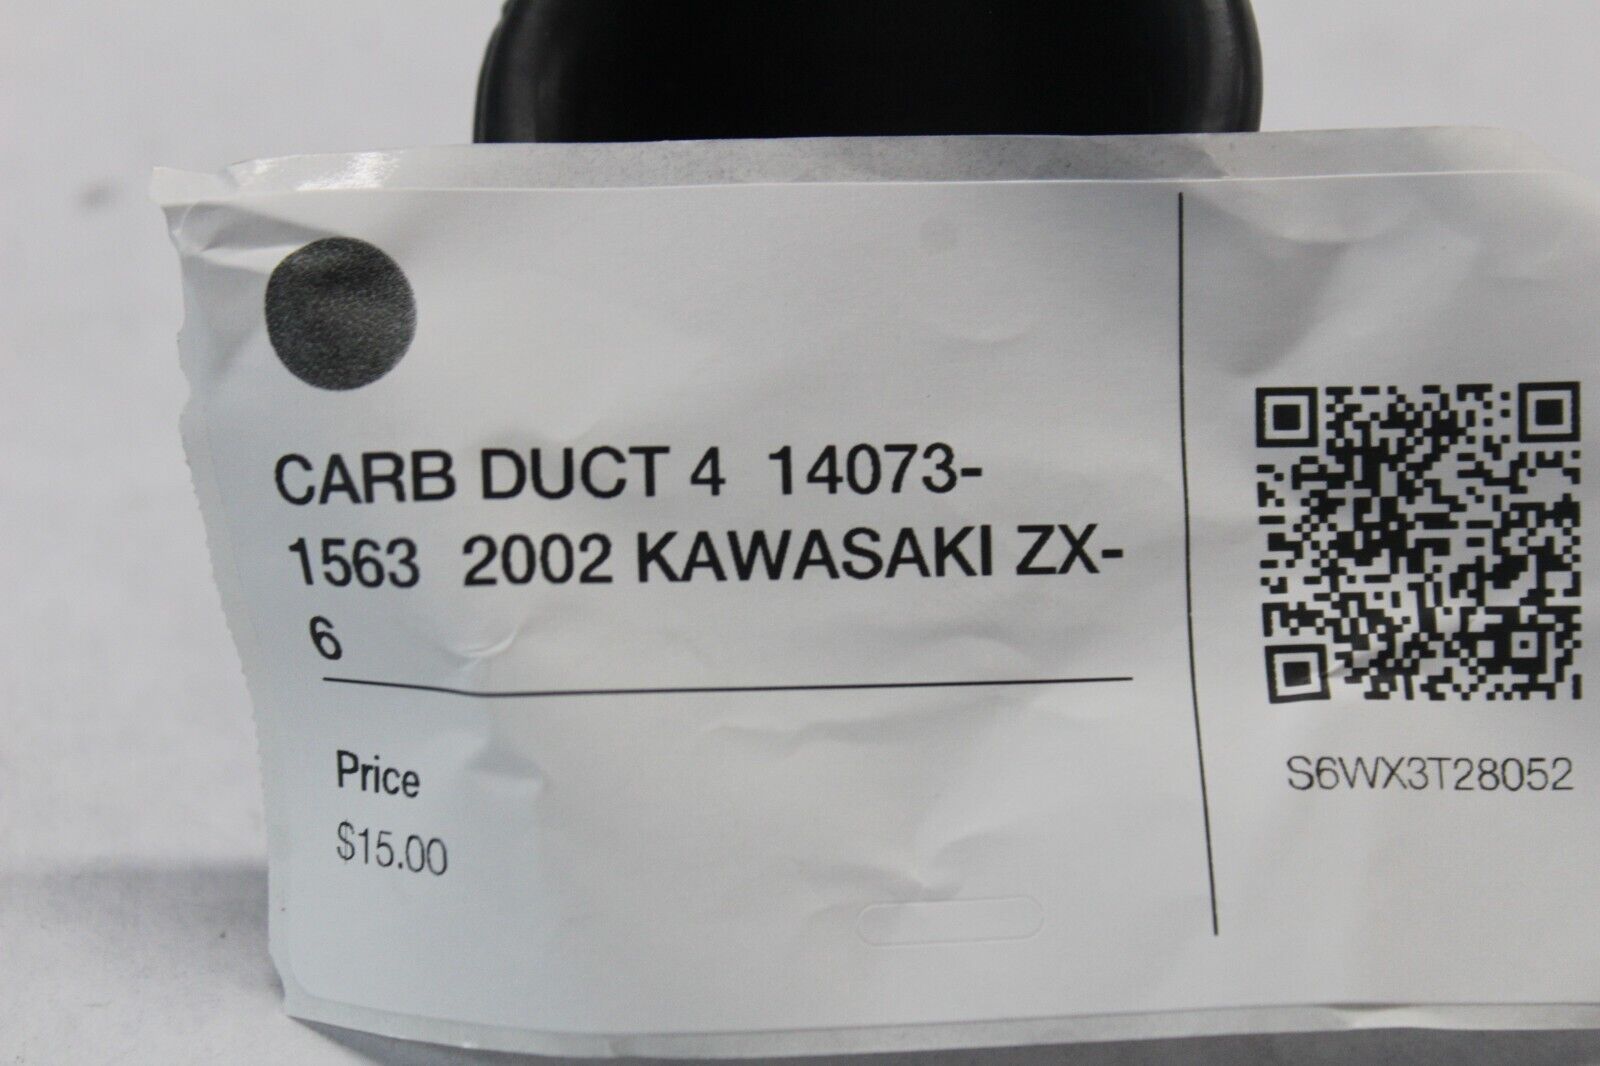 CARB DUCT 4  14073-
1563  2002 KAWASAKI ZX-
6
Price
$15.00
S6WX3T28052